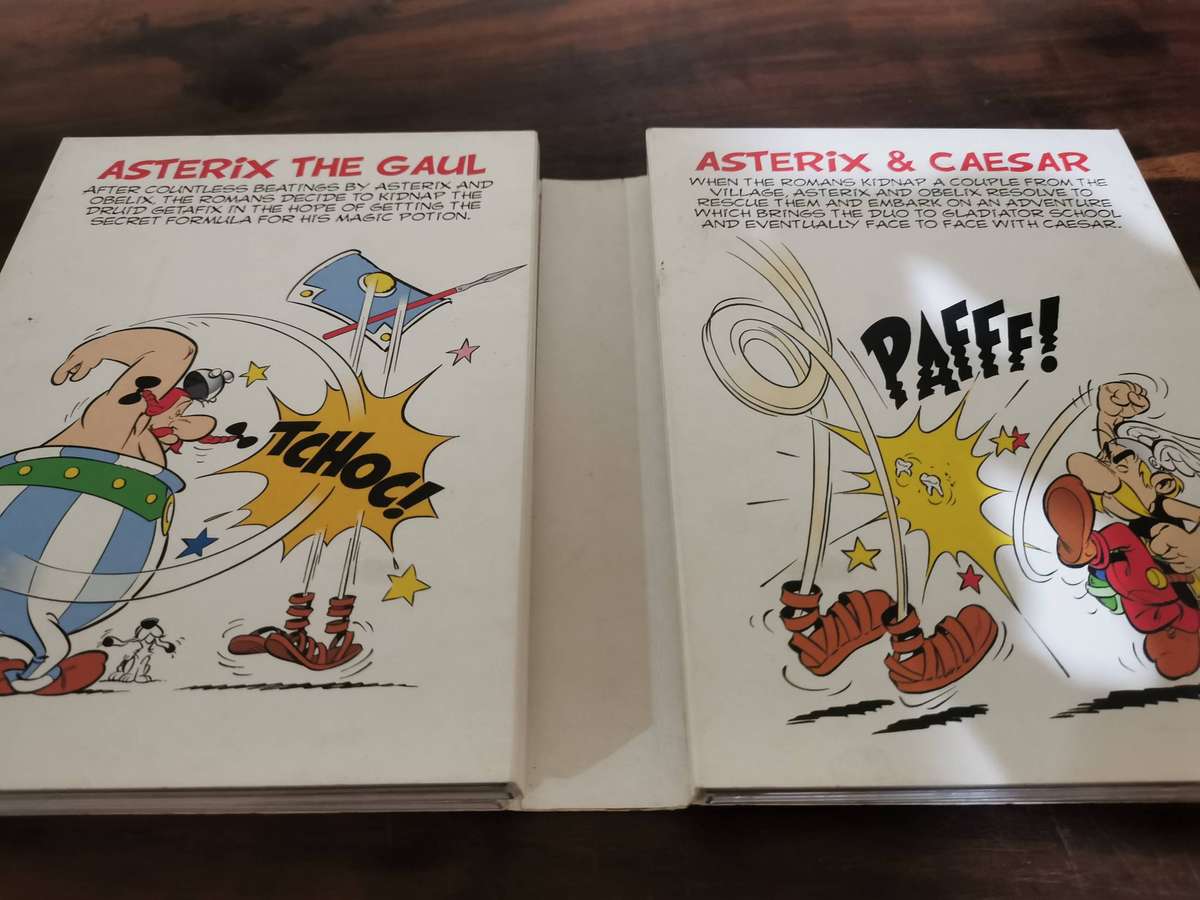 ASTERiX THE GAUL
AFTER COUNTLESS BEATINGS BY ASTERIX AND
OBELIX, THE ROMANS DECIDE TO KIDNAP THE
DRUID GETAFIX IN THE HOPE OF GETTING THE
SECRET FORMULA FOR HIS MAGIC POTION.
TCHOC!
ASTERiX & CAESAR
WHEN THE ROMANS KIDNAP A COUPLE FROM THE
VILLAGE, ASTERIX AND OBELIX RESOLVE TO
RESCUE THEM AND EMBARK ON AN ADVENTURE
WHICH BRINGS THE DUO TO GLADIATOR SCHOOL
AND EVENTUALLY FACE TO FACE WITH CAESAR.
PAFFF!